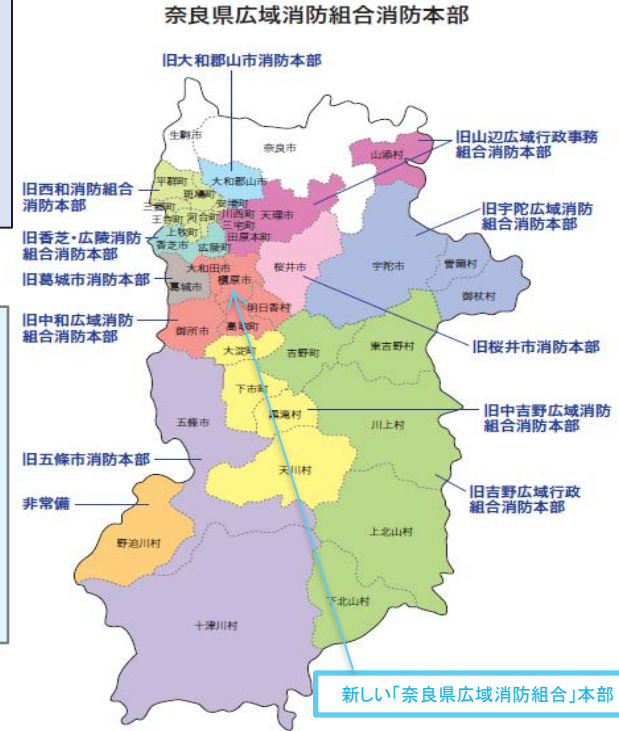 奈良県広域消防組合消防本部
旧大和郡山市消防本部
生駒市
奈良市
旧山辺広域行政事務
組合消防本部
山添村
平群町
大和郡山市
斑鳩町
旧西和消防組合
消防本部
安堵町
三郷町
川西町
天理市
王寺町
河合町
三宅町
旧宇陀広域消防
組合消防本部
上牧町
田原本町
旧香芝・広陵消防
組合消防本部
香芝市
広陵町
大和田市
桜井市
宇陀市
曽爾村
旧葛城市消防本部
葛城市
橿原市
御杖村
明日香村
旧中和広域消防
組合消防本部
御所市
高取町
大淀町
吉野町
東吉野村
旧桜井市消防本部
下市町
五條市
黒滝村
川上村
旧中吉野広域消防
組合消防本部
旧五條市消防本部
天川村
旧吉野広域行政
組合消防本部
非常備
上北山村
野迫川村
下北山村
十津川村
新しい「奈良県広域消防組合」本部